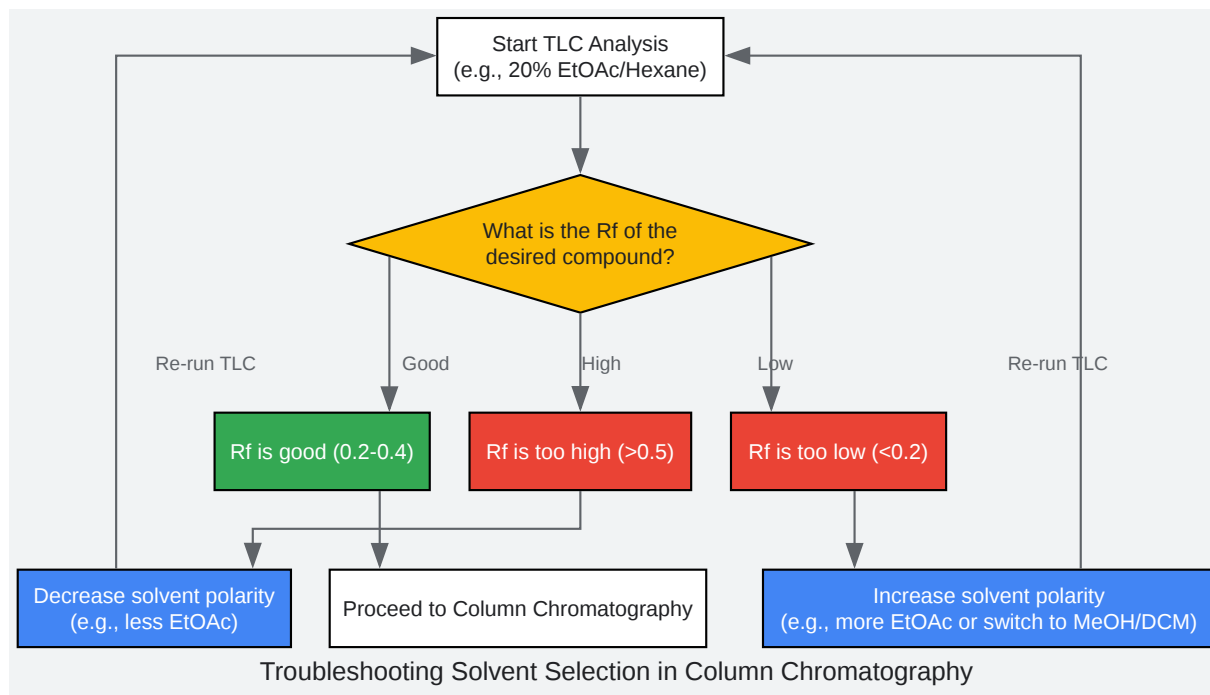 Start TLC Analysis
(e.g., 20% EtOAc/Hexane)
What is the Rf of the
desired compound?
Re-run TLC
Good
High
Low
Re-run TLC
Rf is good (0.2-0.4)
Rf is too high (>0.5)
Rf is too low (<0.2)
Decrease solvent polarity
(e.g., less EtOAc)
Proceed to Column Chromatography
Increase solvent polarity
(e.g., more EtOAc or switch to MeOH/DCM)
Troubleshooting Solvent Selection in Column Chromatography